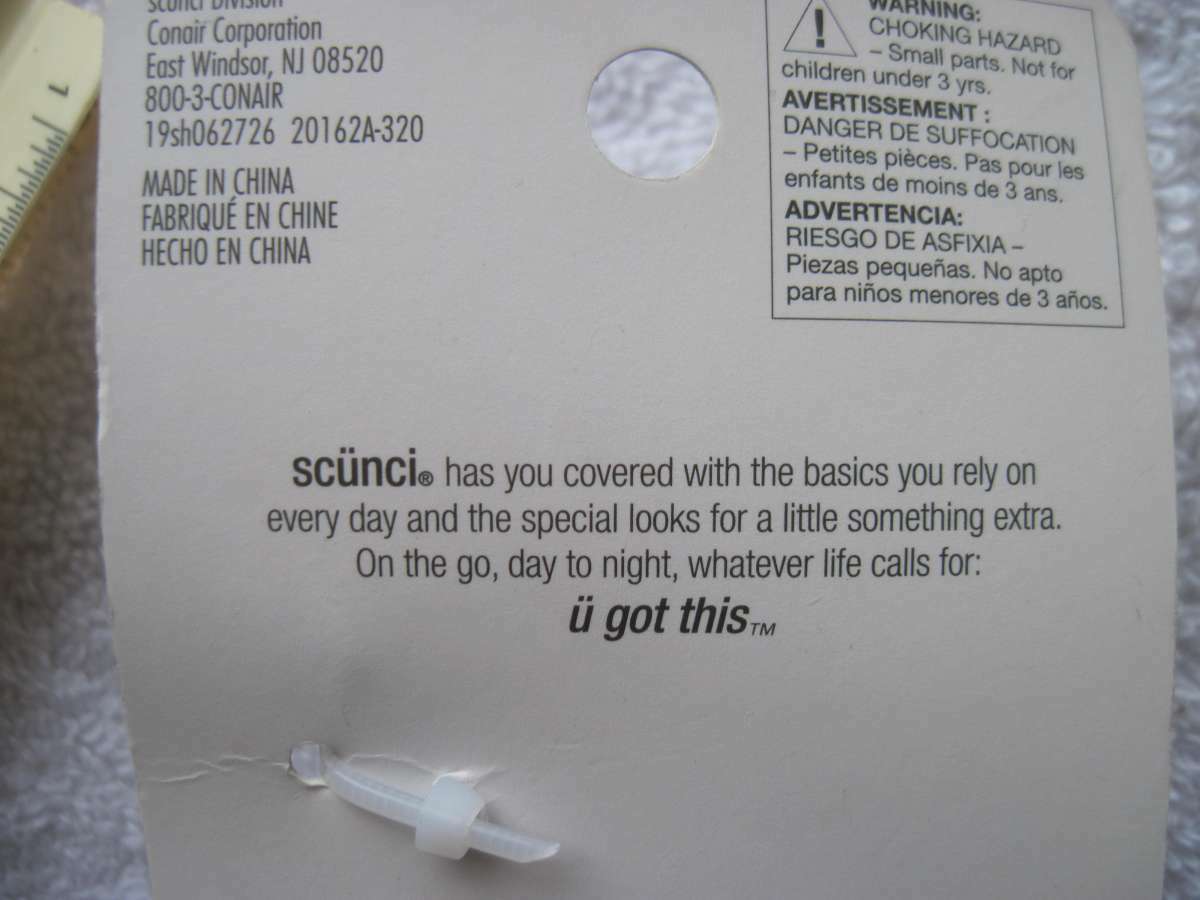 scünci Division
Conair Corporation
East Windsor, NJ 08520
800-3-CONAIR
19sh062726 20162A-320
MADE IN CHINA
FABRIQUÉ EN CHINE
HECHO EN CHINA
WARNING:
CHOKING HAZARD
– Small parts. Not for
children under 3 yrs.
AVERTISSEMENT :
DANGER DE SUFFOCATION
– Petites pièces. Pas pour les
enfants de moins de 3 ans.
ADVERTENCIA:
RIESGO DE ASFIXIA –
Piezas pequeñas. No apto
para niños menores de 3 años.
scünci® has you covered with the basics you rely on
every day and the special looks for a little something extra.
On the go, day to night, whatever life calls for:
ü got this™
1